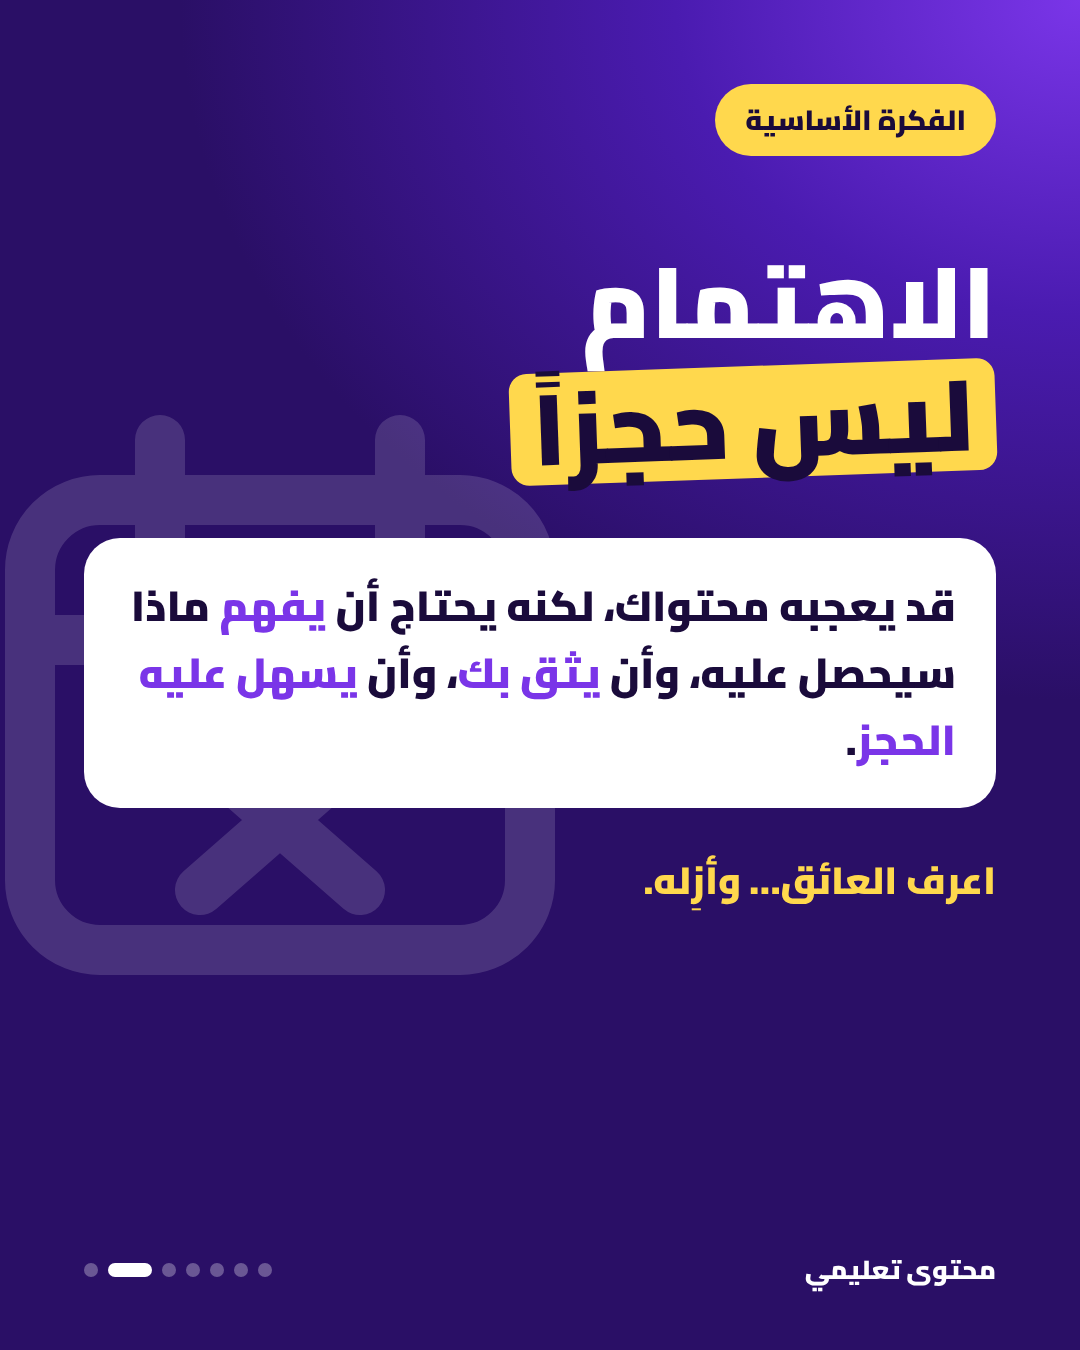 الفكرة الأساسية
الاهتمام
ليس حجزاً
قد يعجبه محتواك، لكنه يحتاج أن يفهم ماذا
سيحصل عليه، وأن يثق بك، وأن يسهل عليه
الحجز.
اعرف العائق... وأزِله.
محتوى تعليمي